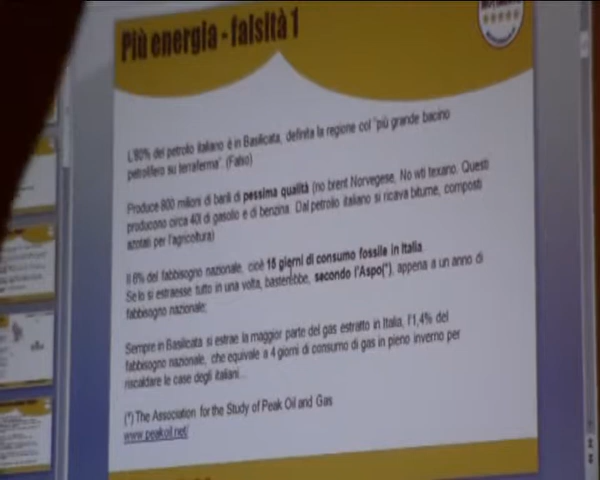 Più energia - falsità 1
L'80% del petrolio italiano è in Basilicata, definita la regione col "più grande bacino
petrolifero su terraferma". (Falso)
Produce 800 milioni di barili di pessima qualità (no brent Norvegese, No wti texano. Questi
producono circa 40l di gasolio e di benzina. Dal petrolio italiano si ricava bitume, composti
azotati per l'agricoltura)
Il 6% del fabbisogno nazionale, cioè 15 giorni di consumo fossile in Italia
Se lo si estraesse tutto in una volta, basterebbe, secondo l'Aspo(*), appena a un anno di
fabbisogno nazionale;
Sempre in Basilicata si estrae la maggior parte del gas estratto in Italia, l'1,4% del
fabbisogno nazionale, che equivale a 4 giorni di consumo di gas in pieno inverno per
riscaldare le case degli italiani...
(*) The Association for the Study of Peak Oil and Gas
www.peakoil.net/